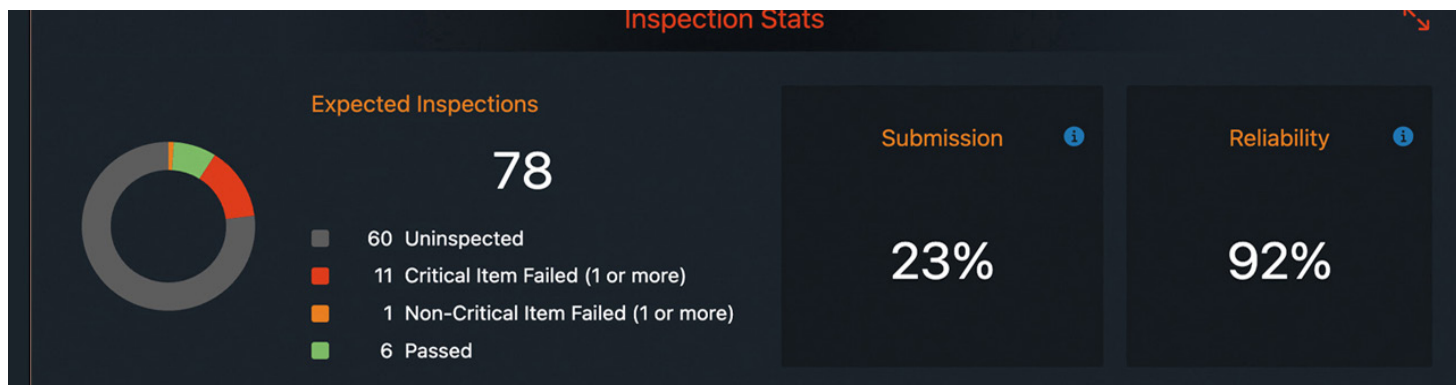 Inspection Stats
Expected Inspections
78
60 Uninspected
11 Critical Item Failed (1 or more)
1 Non-Critical Item Failed (1 or more)
6 Passed
Submission
23%
Reliability
92%